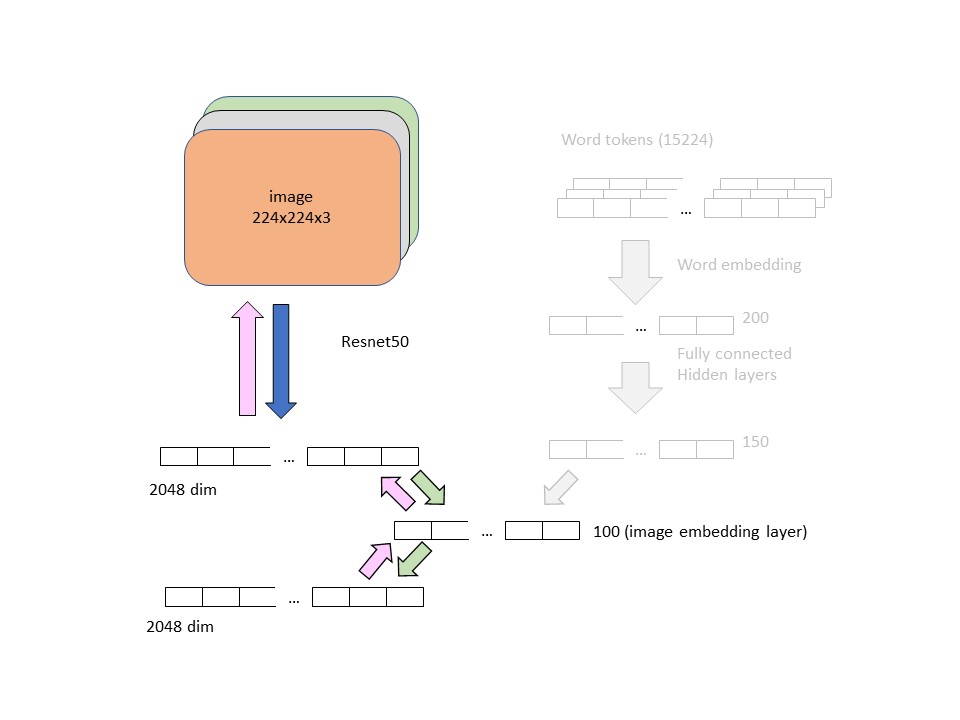 Word tokens (15224)
image
224x224x3
...
Word embedding
200
...
Resnet50
Fully connected
Hidden layers
150
...
...
2048 dim
...
100 (image embedding layer)
...
2048 dim